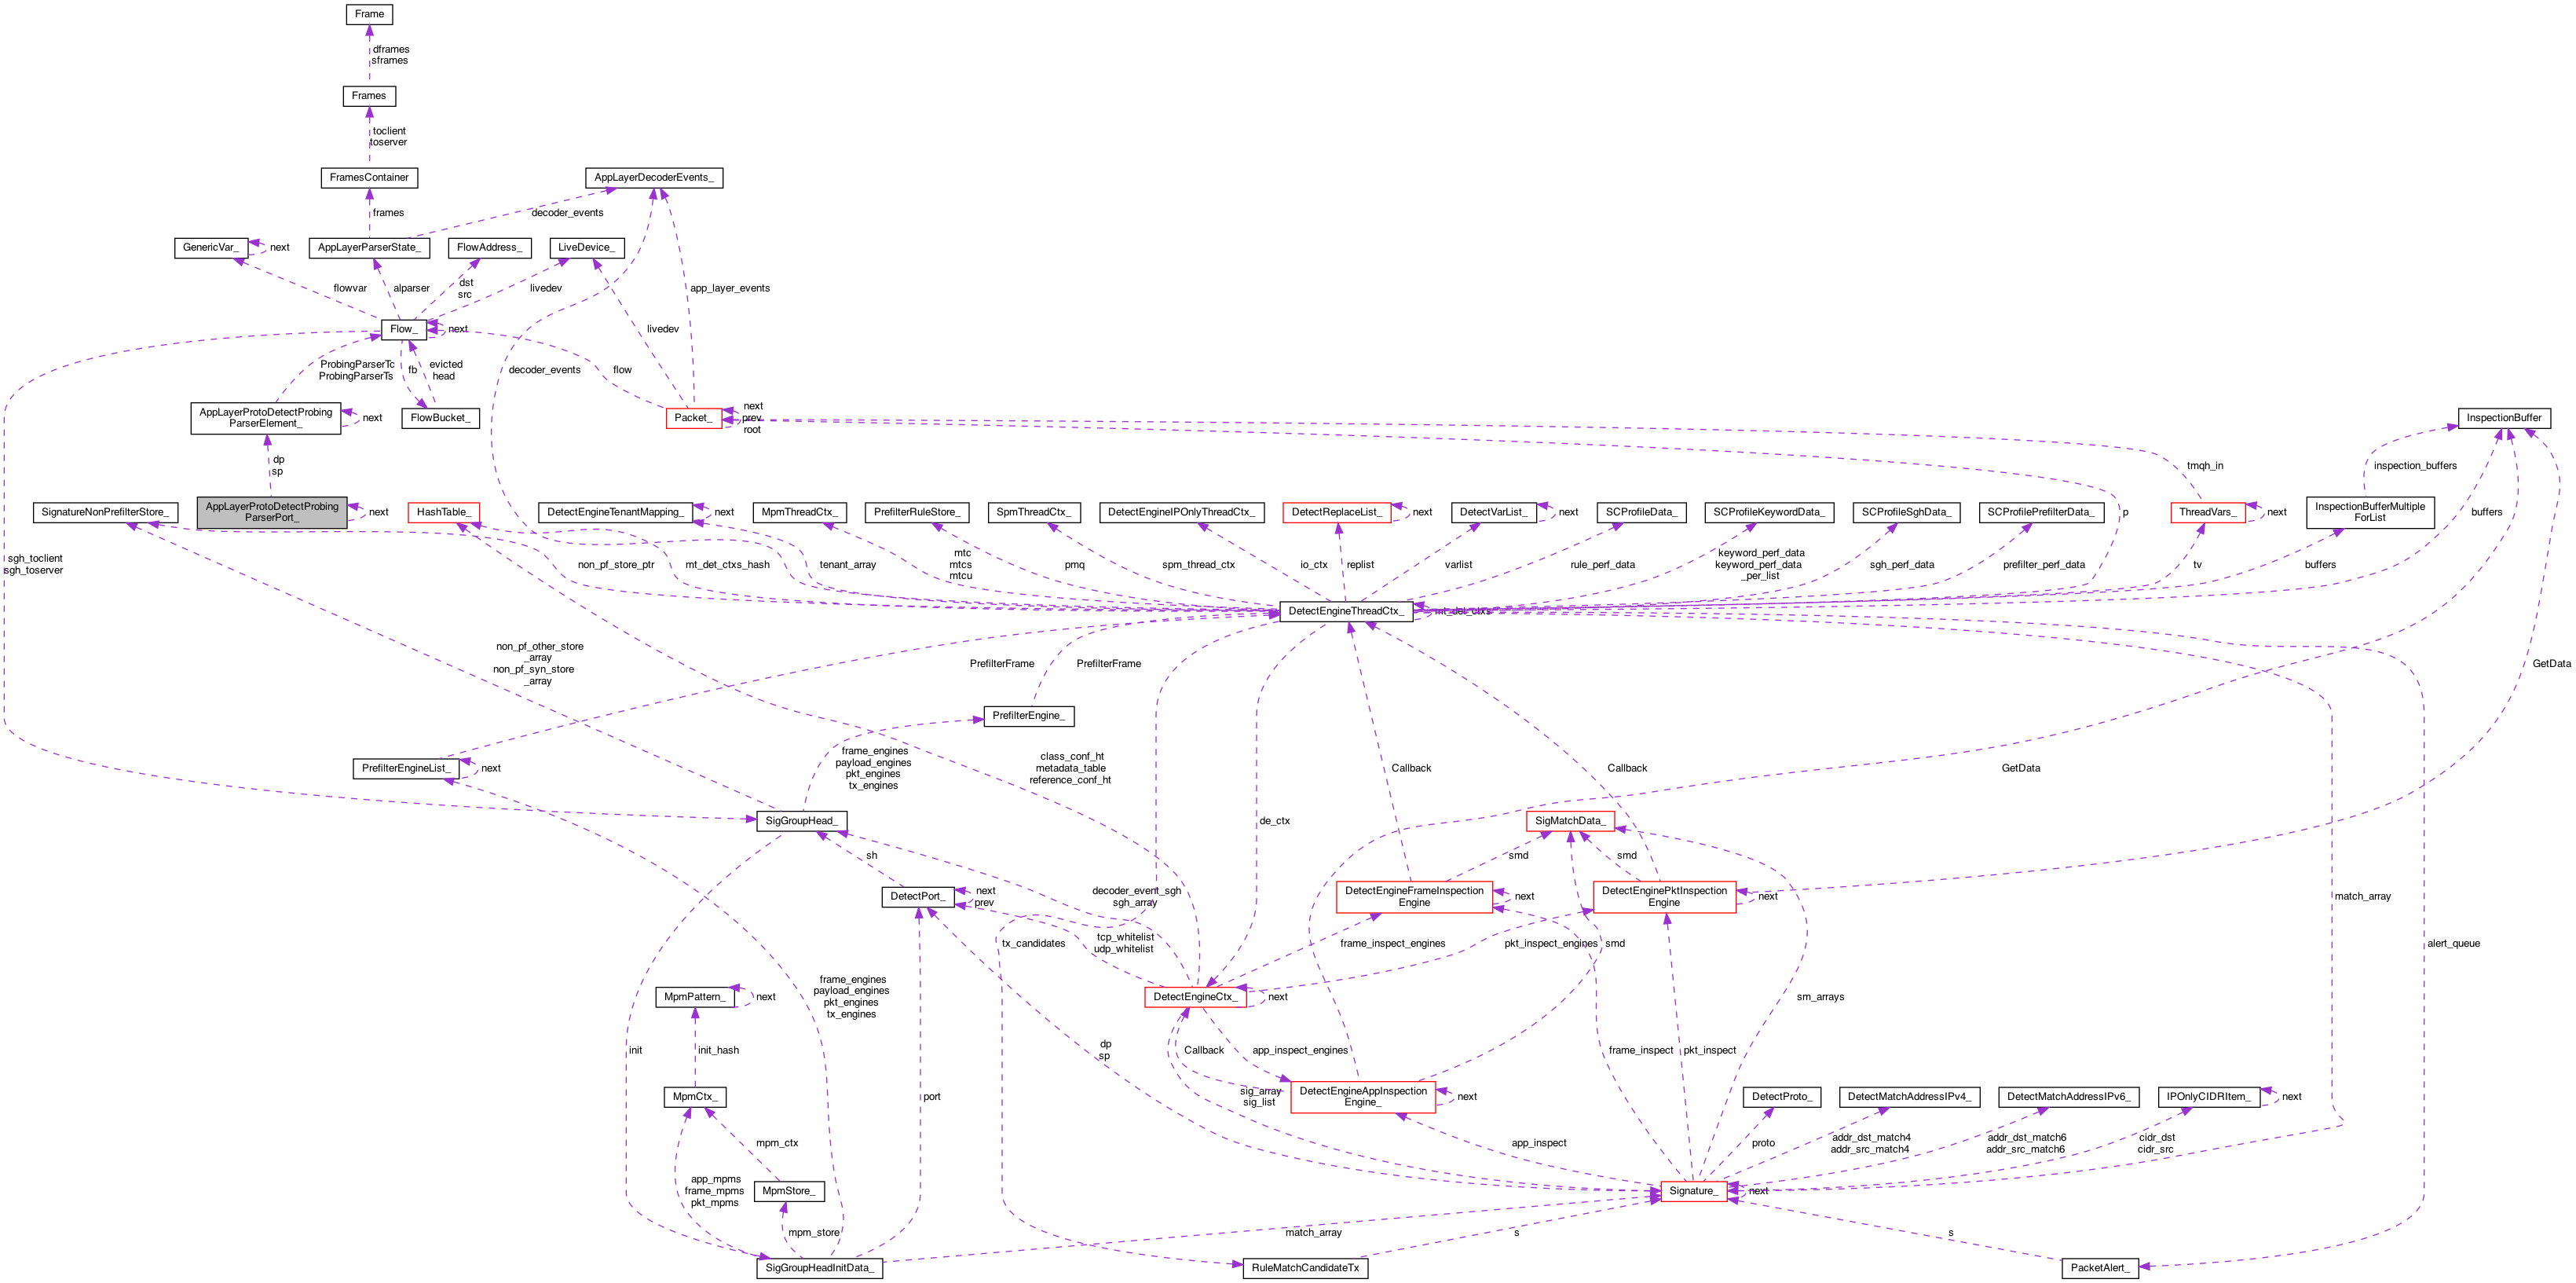 Frame
dframes
sframes
Frames
toclient
toserver
FramesContainer
AppLayerDecoderEvents_
frames
decoder_events
GenericVar_
next
AppLayerParserState_
FlowAddress_
LiveDevice_
flowvar
alparser
dst
src
livedev
app_layer_events
Flow_
next
livedev
ProbingParserTc
ProbingParserTs
fb
evicted
head
decoder_events
flow
AppLayerProtoDetectProbing
ParserElement_
next
FlowBucket_
Packet_
next
prev
root
InspectionBuffer
dp
sp
tmqh_in
inspection_buffers
SignatureNonPrefilterStore_
AppLayerProtoDetectProbing
ParserPort_
next
HashTable_
DetectEngineTenantMapping_
next
MpmThreadCtx_
PrefilterRuleStore_
SpmThreadCtx_
DetectEngineIPOnlyThreadCtx_
DetectReplaceList_
next
DetectVarList_
next
SCProfileData_
SCProfileKeywordData_
SCProfileSghData_
SCProfilePrefilterData_
p
ThreadVars_
next
InspectionBufferMultiple
ForList
buffers
sgh_toclient
sgh_toserver
non_pf_store_ptr
mt_det_ctxs_hash
tenant_array
mtc
mtcs
mtcu
pmq
spm_thread_ctx
io_ctx
replist
varlist
rule_perf_data
keyword_perf_data
keyword_perf_data
_per_list
sgh_perf_data
prefilter_perf_data
tv
buffers
DetectEngineThreadCtx_
mt_det_ctxs
non_pf_other_store
_array
non_pf_syn_store
_array
PrefilterFrame
PrefilterFrame
GetData
PrefilterEngine_
PrefilterEngineList_
next
frame_engines
payload_engines
pkt_engines
tx_engines
class_conf_ht
metadata_table
reference_conf_ht
Callback
Callback
GetData
SigGroupHead_
de_ctx
SigMatchData_
sh
smd
smd
DetectPort_
next
prev
decoder_event_sgh
sgh_array
DetectEngineFrameInspection
Engine
next
DetectEnginePktInspection
Engine
next
match_array
tx_candidates
tcp_whitelist
udp_whitelist
frame_inspect_engines
pkt_inspect_engines
smd
alert_queue
frame_engines
payload_engines
pkt_engines
tx_engines
MpmPattern_
next
DetectEngineCtx_
next
sm_arrays
init
init_hash
dp
sp
Callback
app_inspect_engines
frame_inspect
pkt_inspect
MpmCtx_
port
sig_array
sig_list
DetectEngineAppInspection
Engine_
next
DetectProto_
DetectMatchAddressIPv4_
DetectMatchAddressIPv6_
IPOnlyCIDRItem_
next
mpm_ctx
app_inspect
proto
addr_dst_match4
addr_src_match4
addr_dst_match6
addr_src_match6
cidr_dst
cidr_src
app_mpms
frame_mpms
pkt_mpms
MpmStore_
Signature_
next
mpm_store
match_array
s
s
SigGroupHeadInitData_
RuleMatchCandidateTx
PacketAlert_